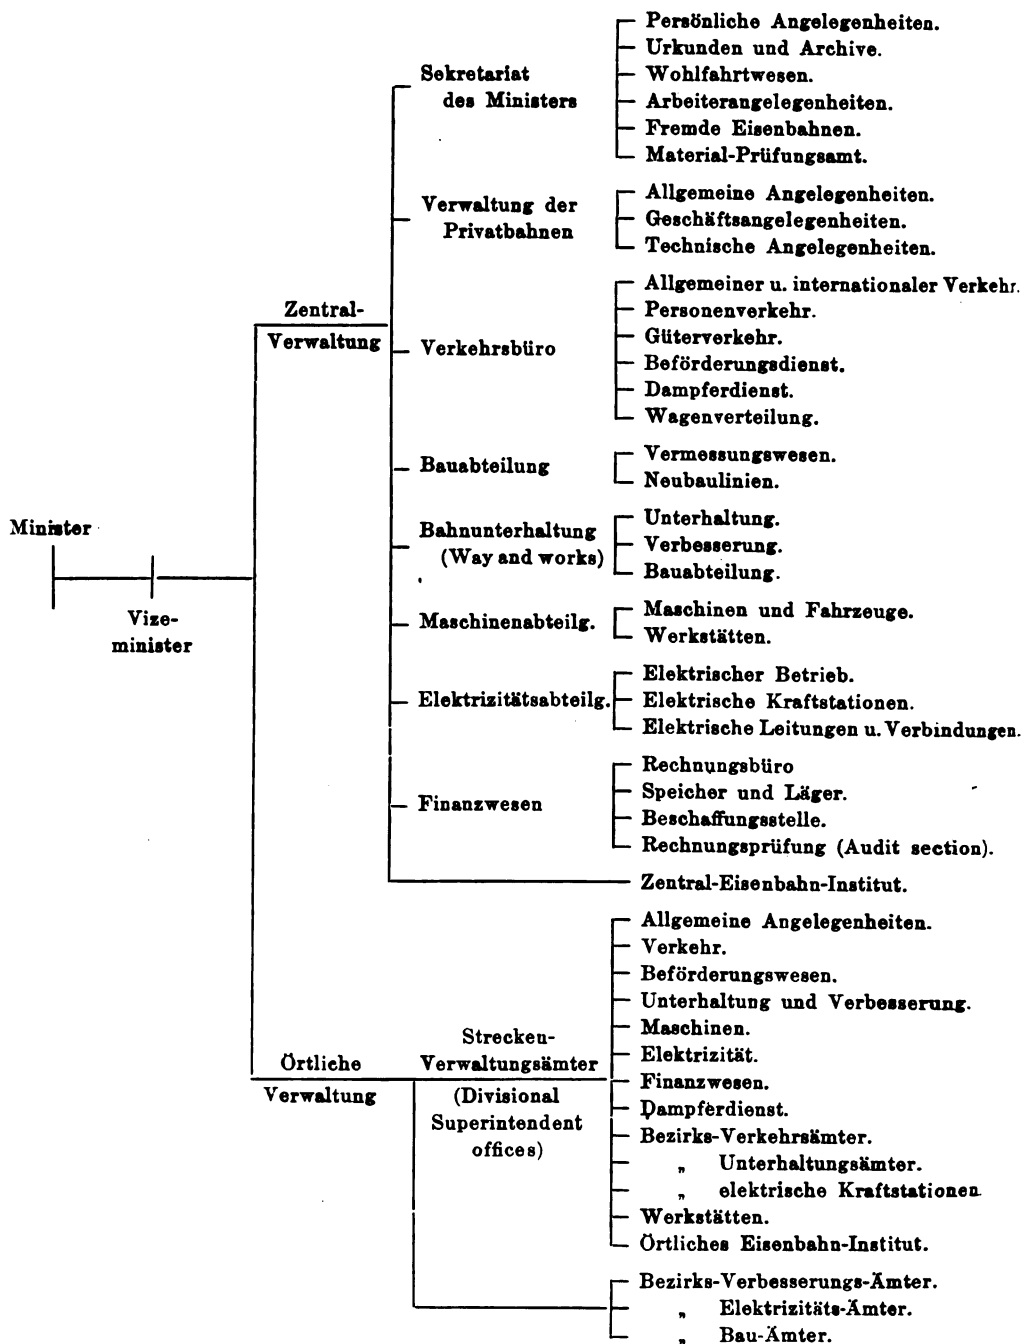 Minister
Vize-
minister
Zentral-
Verwaltung
Sekretariat
des Ministers
Persönliche Angelegenheiten.
Urkunden und Archive.
Wohlfahrtwesen.
Arbeiterangelegenheiten.
Fremde Eisenbahnen.
Material-Prüfungsamt.
Verwaltung der
Privatbahnen
Allgemeine Angelegenheiten.
Geschäftsangelegenheiten.
Technische Angelegenheiten.
Verkehrsbüro
Allgemeiner u. internationaler Verkehr.
Personenverkehr.
Güterverkehr.
Beförderungsdienst.
Dampferdienst.
Wagenverteilung.
Bauabteilung
Vermessungswesen.
Neubaulinien.
Bahnunterhaltung
(Way and works)
Unterhaltung.
Verbesserung.
Bauabteilung.
Maschinenabteilg.
Maschinen und Fahrzeuge.
Werkstätten.
Elektrizitätsabteilg.
Elektrischer Betrieb.
Elektrische Kraftstationen.
Elektrische Leitungen u. Verbindungen.
Finanzwesen
Rechnungsbüro
Speicher und Läger.
Beschaffungsstelle.
Rechnungsprüfung (Audit section).
Zentral-Eisenbahn-Institut.
Örtliche
Verwaltung
Strecken-
Verwaltungsämter
(Divisional
Superintendent
offices)
Allgemeine Angelegenheiten.
Verkehr.
Beförderungswesen.
Unterhaltung und Verbesserung.
Maschinen.
Elektrizität.
Finanzwesen.
Dampferdienst.
Bezirks-Verkehrsämter.
„ Unterhaltungsämter.
„ elektrische Kraftstationen
Werkstätten.
Örtliches Eisenbahn-Institut.
Bezirks-Verbesserungs-Ämter.
„ Elektrizitäts-Ämter.
„ Bau-Ämter.